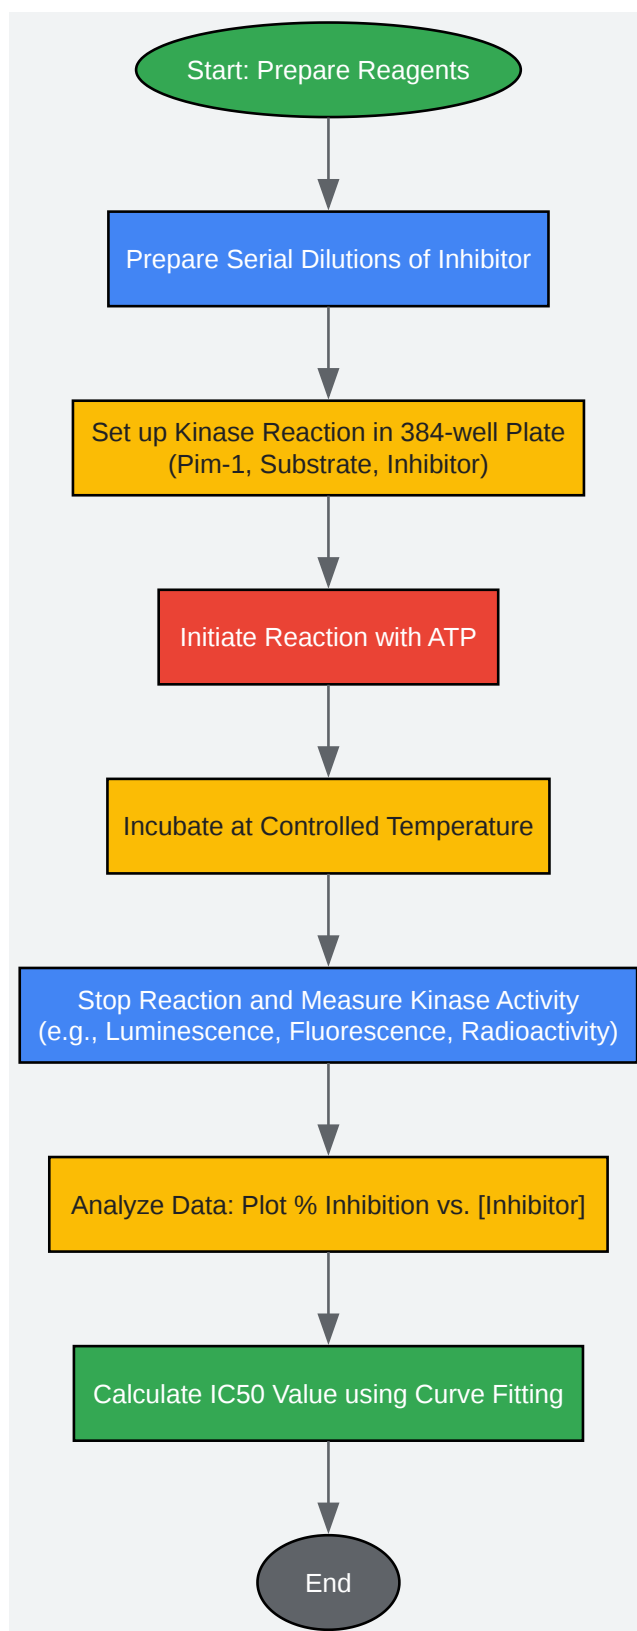 Start: Prepare Reagents
Prepare Serial Dilutions of Inhibitor
Set up Kinase Reaction in 384-well Plate
(Pim-1, Substrate, Inhibitor)
Initiate Reaction with ATP
Incubate at Controlled Temperature
Stop Reaction and Measure Kinase Activity
(e.g., Luminescence, Fluorescence, Radioactivity)
Analyze Data: Plot % Inhibition vs. [Inhibitor]
Calculate IC50 Value using Curve Fitting
End